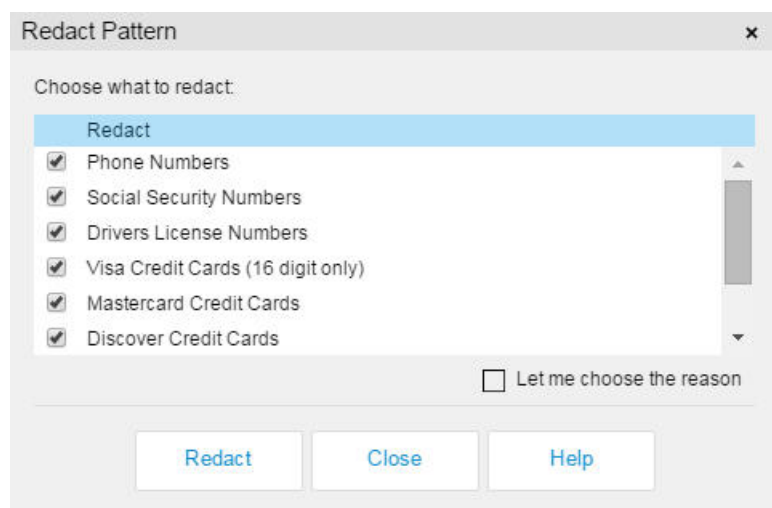 Redact Pattern
Choose what to redact:
Redact
Phone Numbers
Social Security Numbers
Drivers License Numbers
Visa Credit Cards (16 digit only)
Mastercard Credit Cards
Discover Credit Cards
Let me choose the reason
Redact Close Help